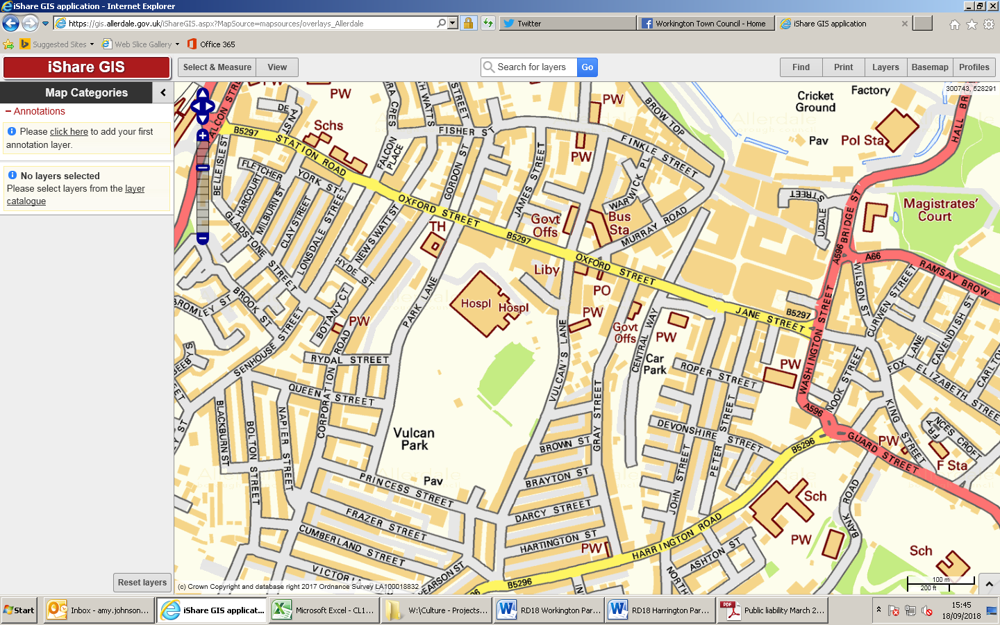 iShare GIS application - Internet Explorer
https://gis.allerdale.gov.uk/iShareGIS.aspx?MapSource=mapsources/overlays_Allerdale
Twitter
Workington Town Council - Home
iShare GIS application
Suggested Sites
Web Slice Gallery
Office 365
iShare GIS
Select & Measure
View
Search for layers
Go
Find
Print
Layers
Basemap
Profiles
Map Categories
300743, 528291
Annotations
Please click here to add your first
annotation layer.
No layers selected
Please select layers from the layer
catalogue
Reset layers
PW
PW
Cricket
Ground
Factory
BROW TOP
HALL BR
Schs
FISHER ST
B5297
STATION ROAD
FALCON
PLACE
GORDON ST
JAMES STREET
PW
FINKLE STREET
WARWICK PL
Pav
Pol Sta
BELLE ISLE ST
FLETCHER
HARCOURT
YORK ST
MILBURN ST
CLAY STREET
LONSDALE STREET
GLADSTONE STREET
NEW WATT ST
HYDE ST
OXFORD STREET
TH
B5297
Govt
Offs
Bus
Sta
MURRAY ROAD
UDALE
STREET
A596
BRIDGE ST
Magistrates'
Court
A66
RAMSAY BROW
Liby
OXFORD STREET
PO
BROMLEY ST
BROOK ST
BOTANY CT
PW
PARK LANE
Hospl
Hospl
PW
Govt
Offs
CENTRAL WAY
PW
JANE STREET
B5297
WILSON ST
CURWEN STREET
CAVENDISH ST
WASHINGTON STREET
SENHOUSE STREET
RYDAL STREET
VULCAN'S LANE
Car
Park
ROPER STREET
PW
FOX LANE
ELIZABETH STREE
CARLTON
NOOK STREET
QUEEN STREET
CORPORATION ROAD
NAPIER STREET
BLACKBURN ST
BOLTON STREET
Vulcan
Park
GRAY STREET
BROWN ST
DEVONSHIRE STREET
PETER STREET
JOHN STREET
A596
B5296
KING STREET
GUARD STREET
PW
F Sta
Pav
PRINCESS STREET
BRAYTON ST
DARCY STREET
HARTINGTON ST
PW
FRAZER STREET
CUMBERLAND STREET
HARRINGTON ROAD
ASHTON ST
Sch
PW
BANK ROAD
Sch
B5296
100 m
200 ft
(c) Crown Copyright and database right 2017 Ordnance Survey LA100018832
Start
Inbox - amy.johnson...
iShare GIS applicat...
Microsoft Excel - CL1...
W:\Culture - Projects...
RD18 Workington Par...
RD18 Harrington Par...
Public liability March 2...
15:45
18/09/2018